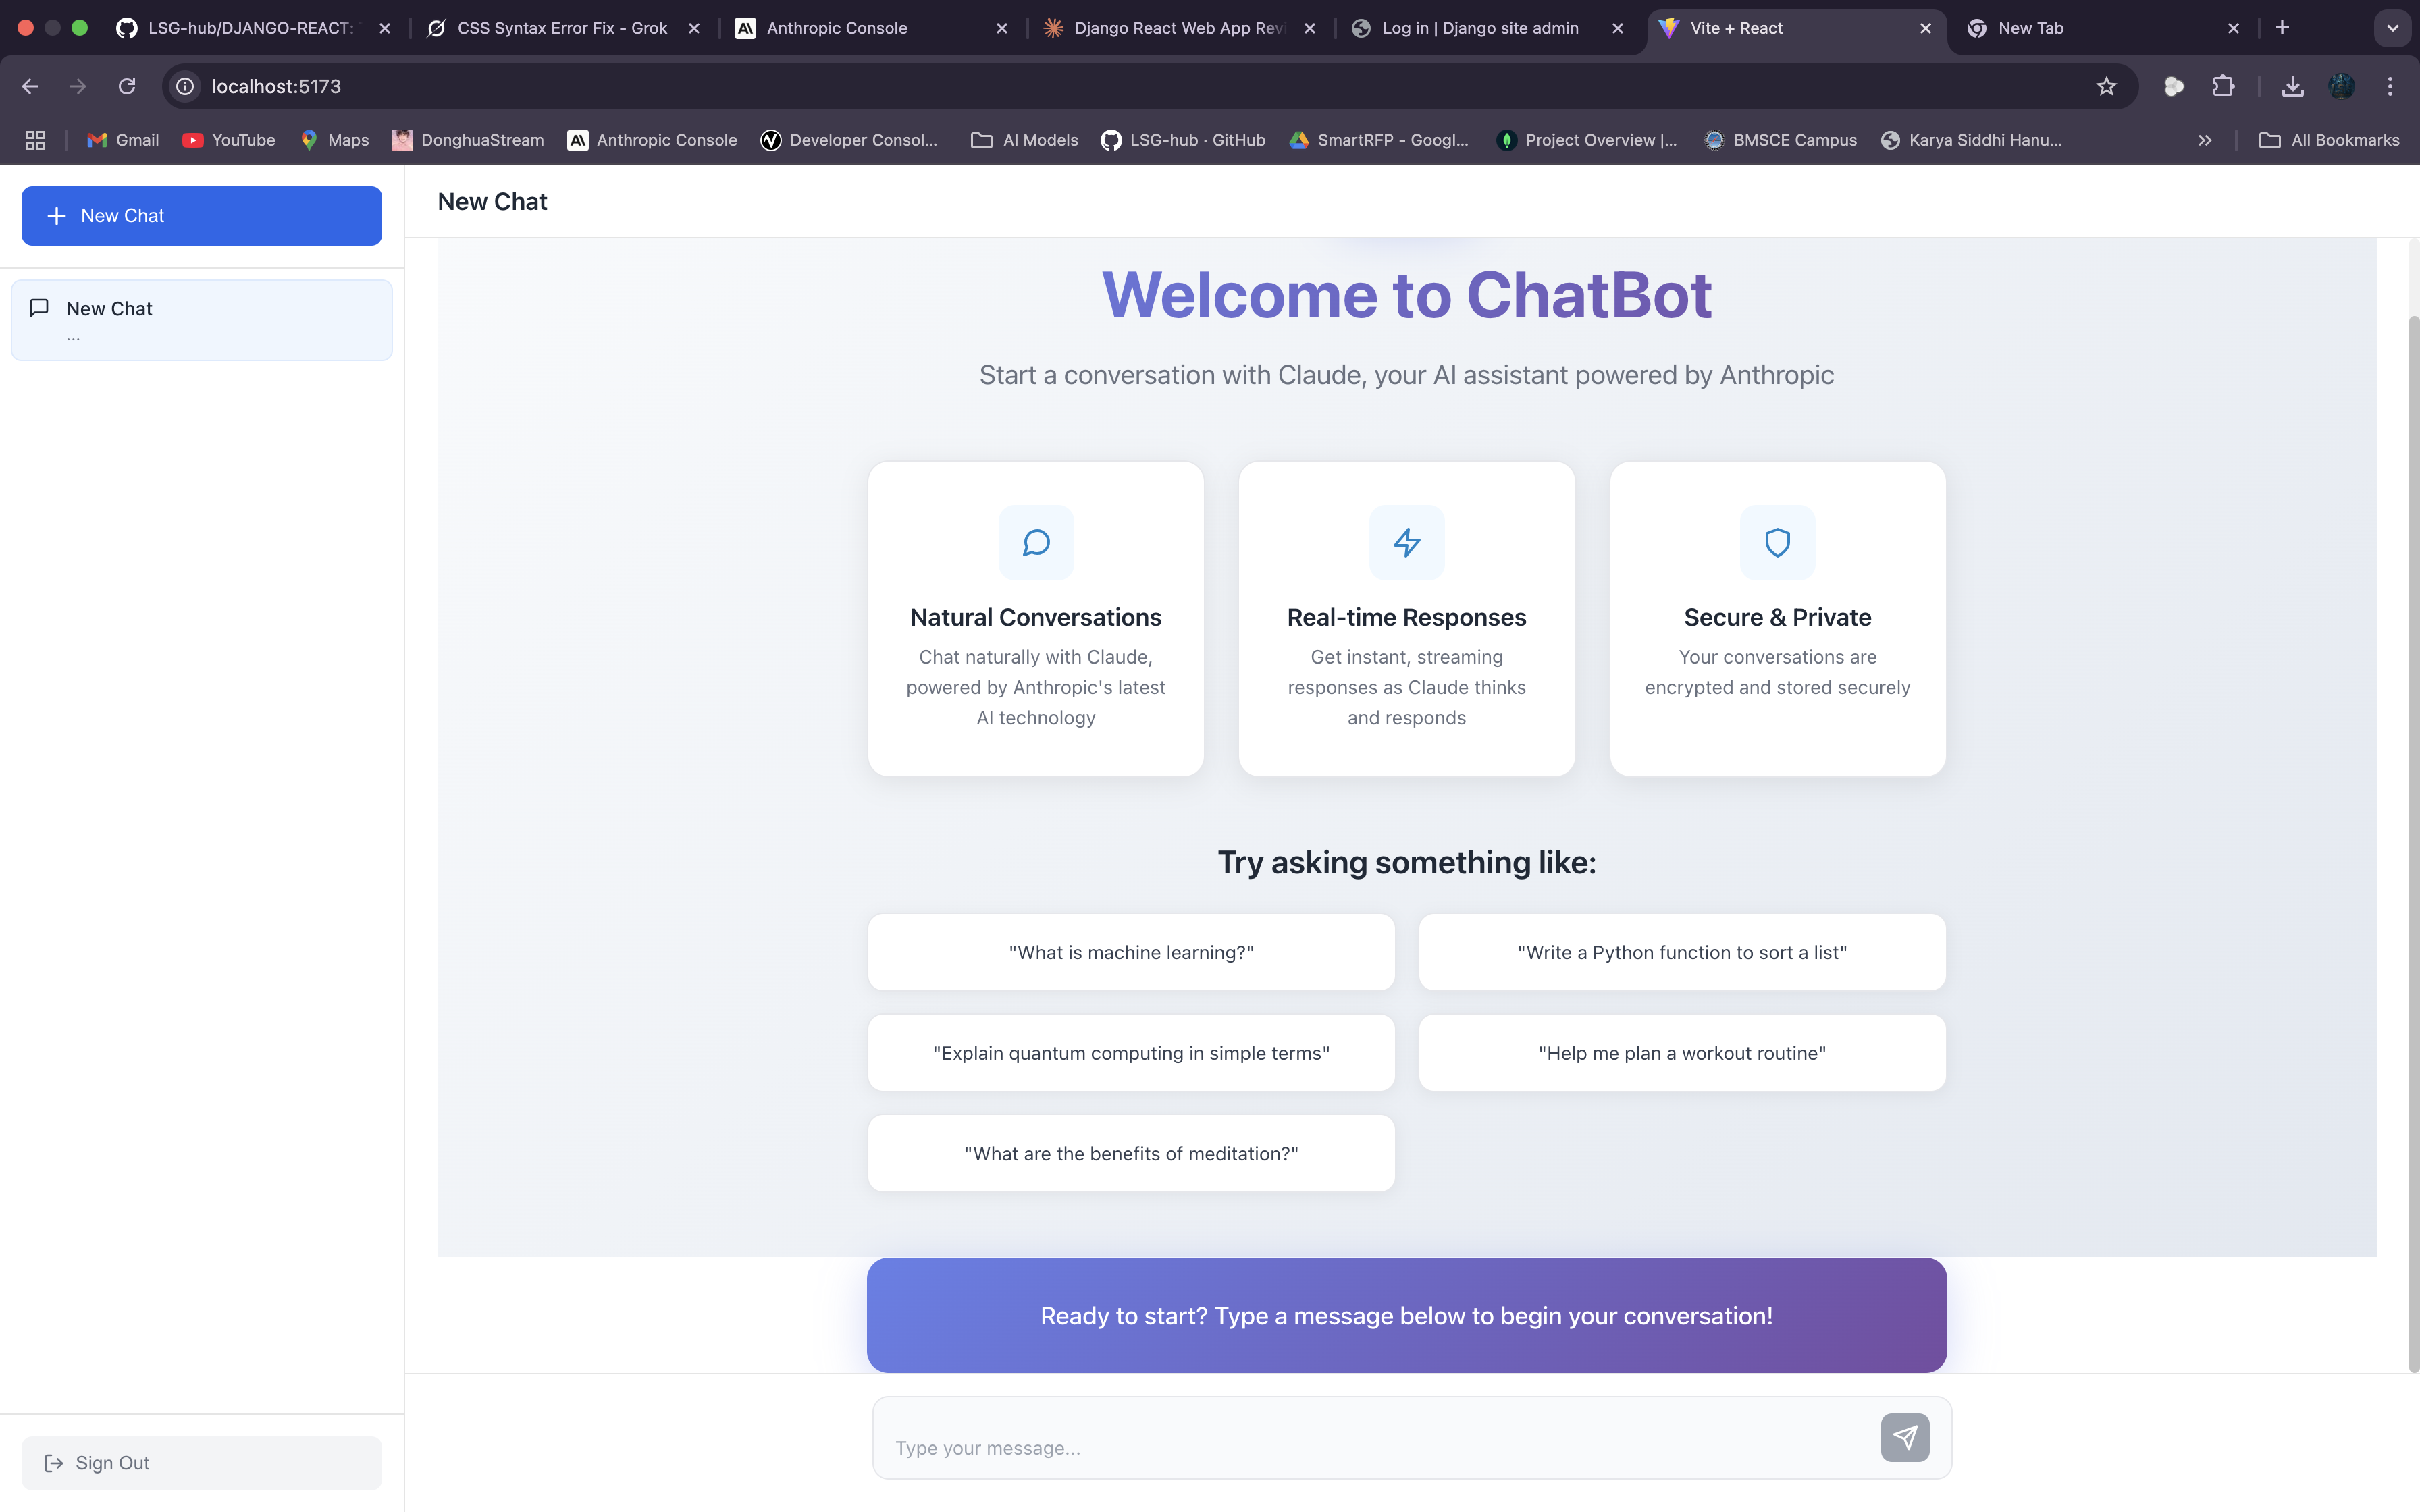 LSG-hub/DJANGO-REACT:
CSS Syntax Error Fix - Grok
Anthropic Console
Django React Web App Revi
Log in | Django site admin
Vite + React
New Tab
localhost:5173
Gmail
YouTube
Maps
DonghuaStream
Anthropic Console
Developer Consol...
AI Models
LSG-hub · GitHub
SmartRFP - Googl...
Project Overview |...
BMSCE Campus
Karya Siddhi Hanu...
All Bookmarks
New Chat
New Chat
...
Sign Out
New Chat
Welcome to ChatBot
Start a conversation with Claude, your AI assistant powered by Anthropic
Natural Conversations
Chat naturally with Claude,
powered by Anthropic's latest
AI technology
Real-time Responses
Get instant, streaming
responses as Claude thinks
and responds
Secure & Private
Your conversations are
encrypted and stored securely
Try asking something like:
"What is machine learning?"
"Write a Python function to sort a list"
"Explain quantum computing in simple terms"
"Help me plan a workout routine"
"What are the benefits of meditation?"
Ready to start? Type a message below to begin your conversation!
Type your message...